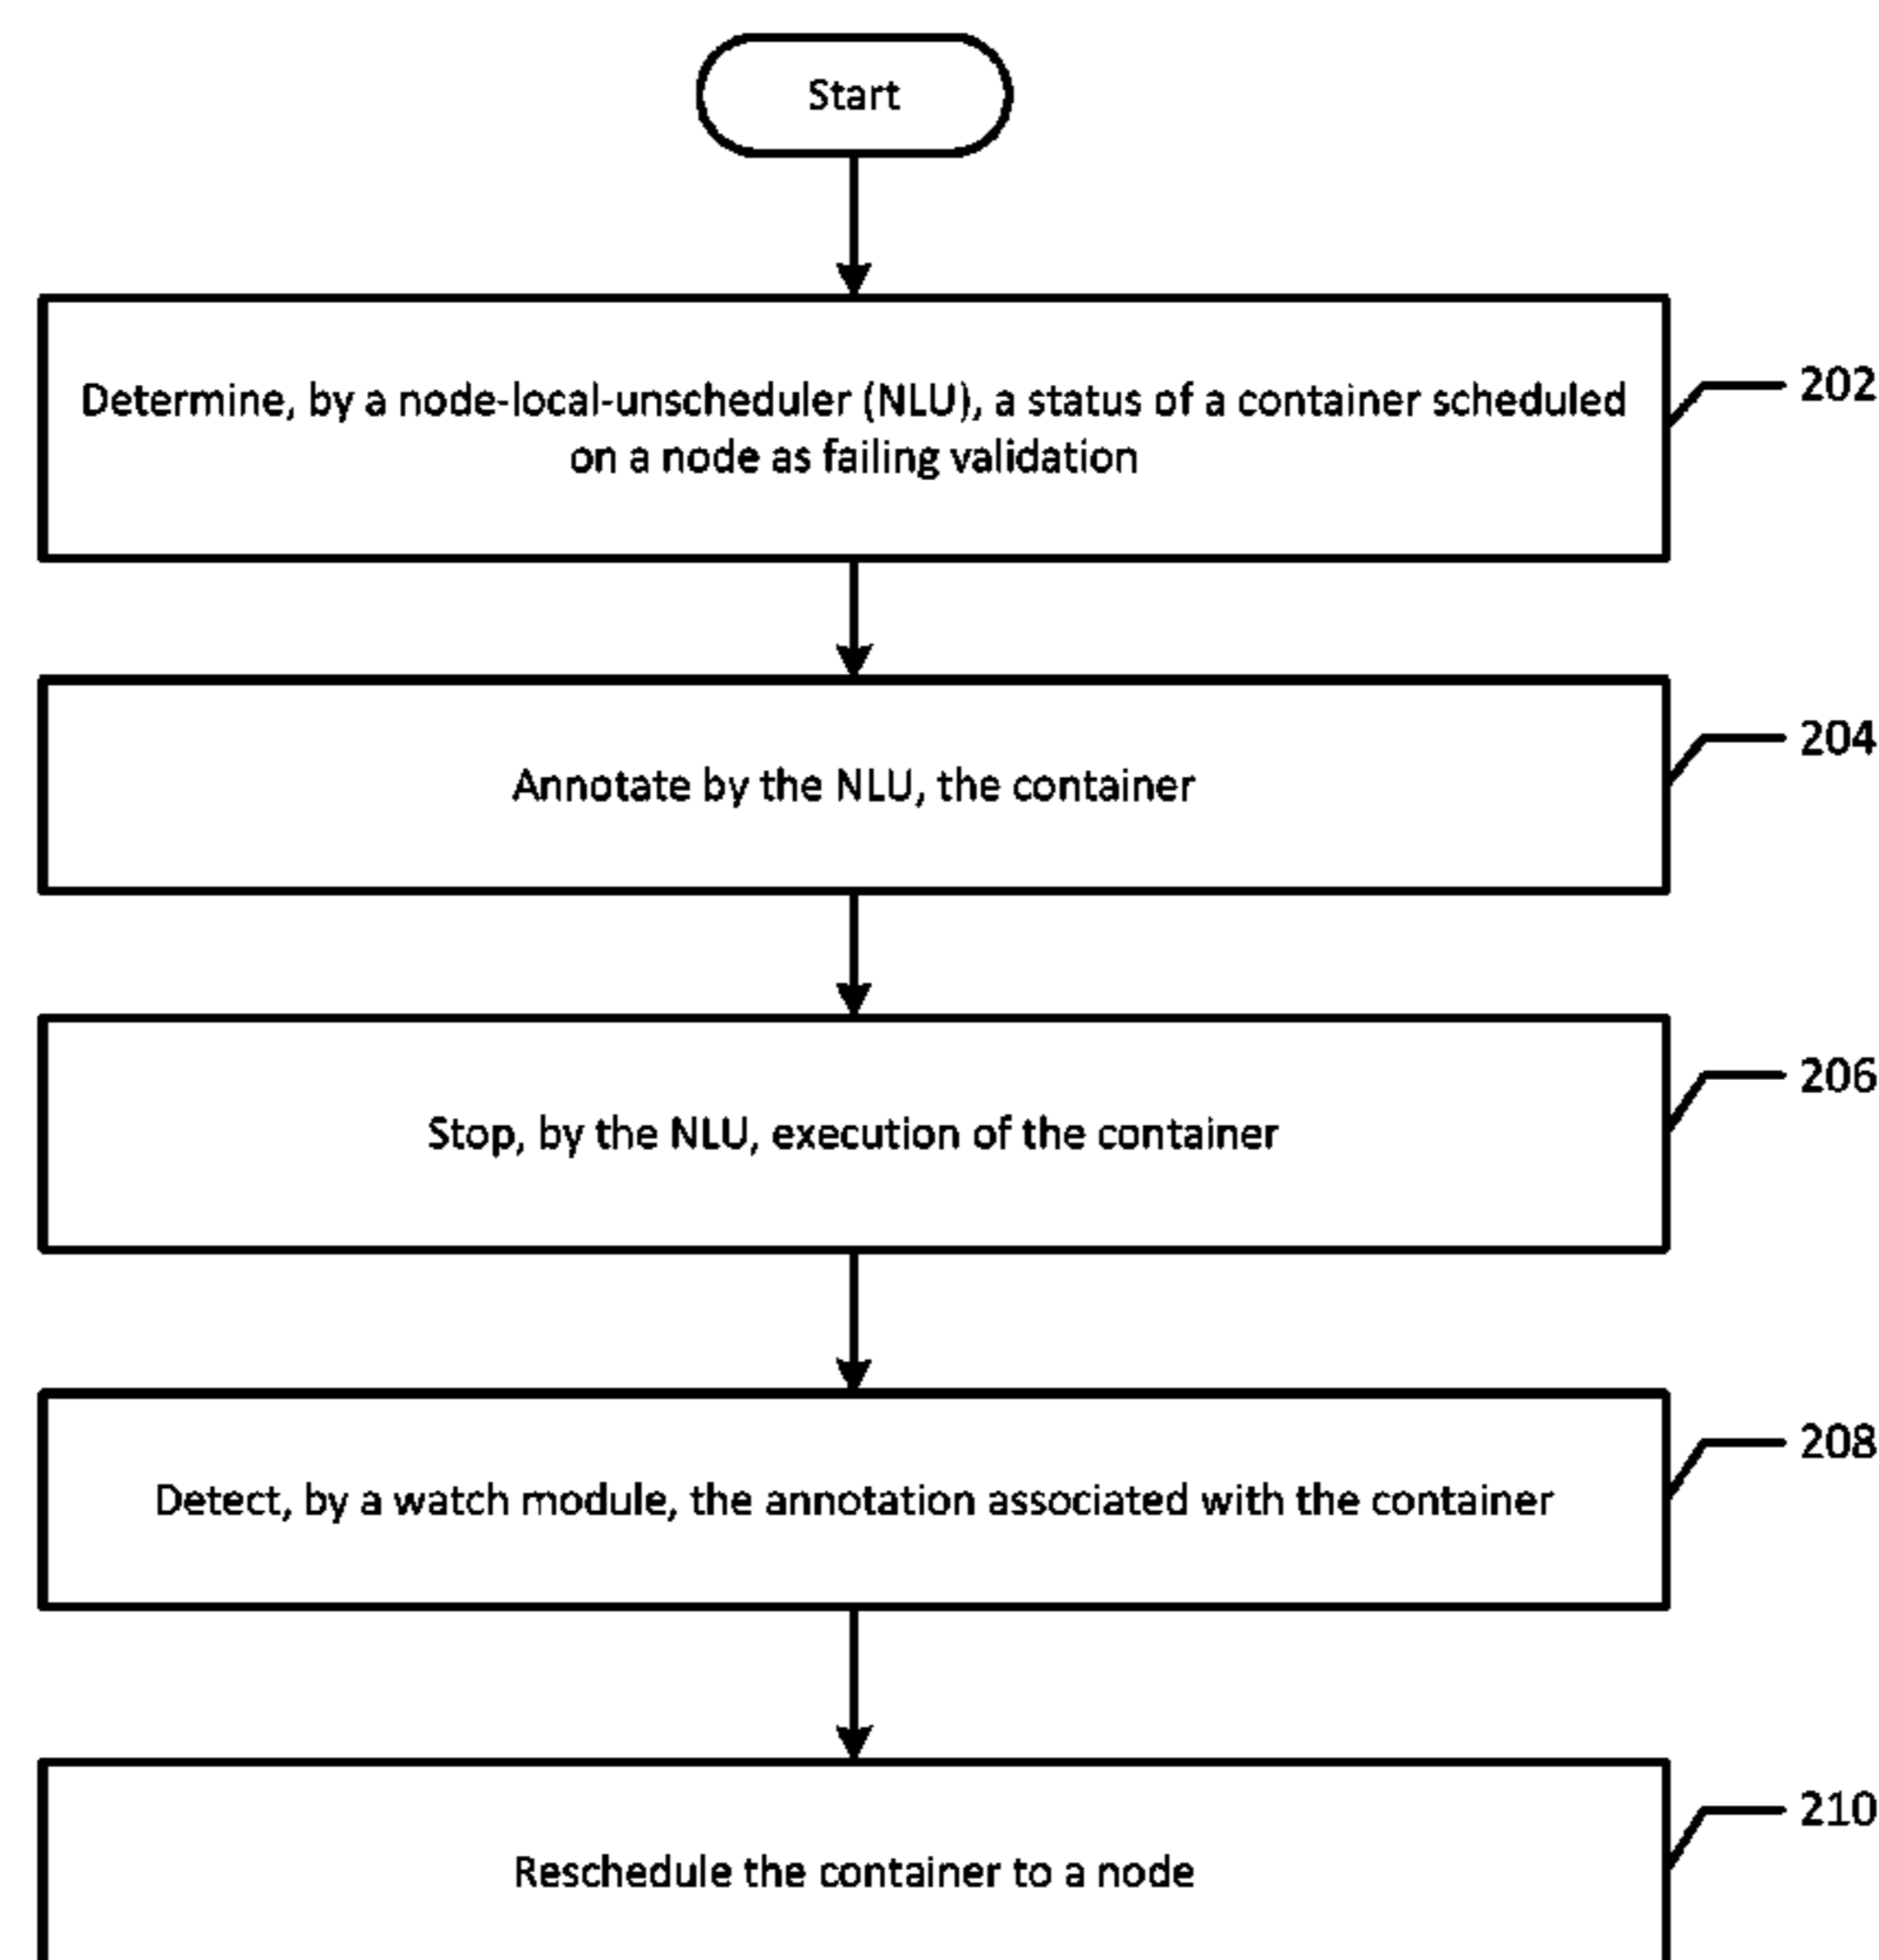 Start
Determine, by a node-local-unscheduler (NLU), a status of a container scheduled
on a node as failing validation
202
Annotate by the NLU, the container
204
Stop, by the NLU, execution of the container
206
Detect, by a watch module, the annotation associated with the container
208
Reschedule the container to a node
210